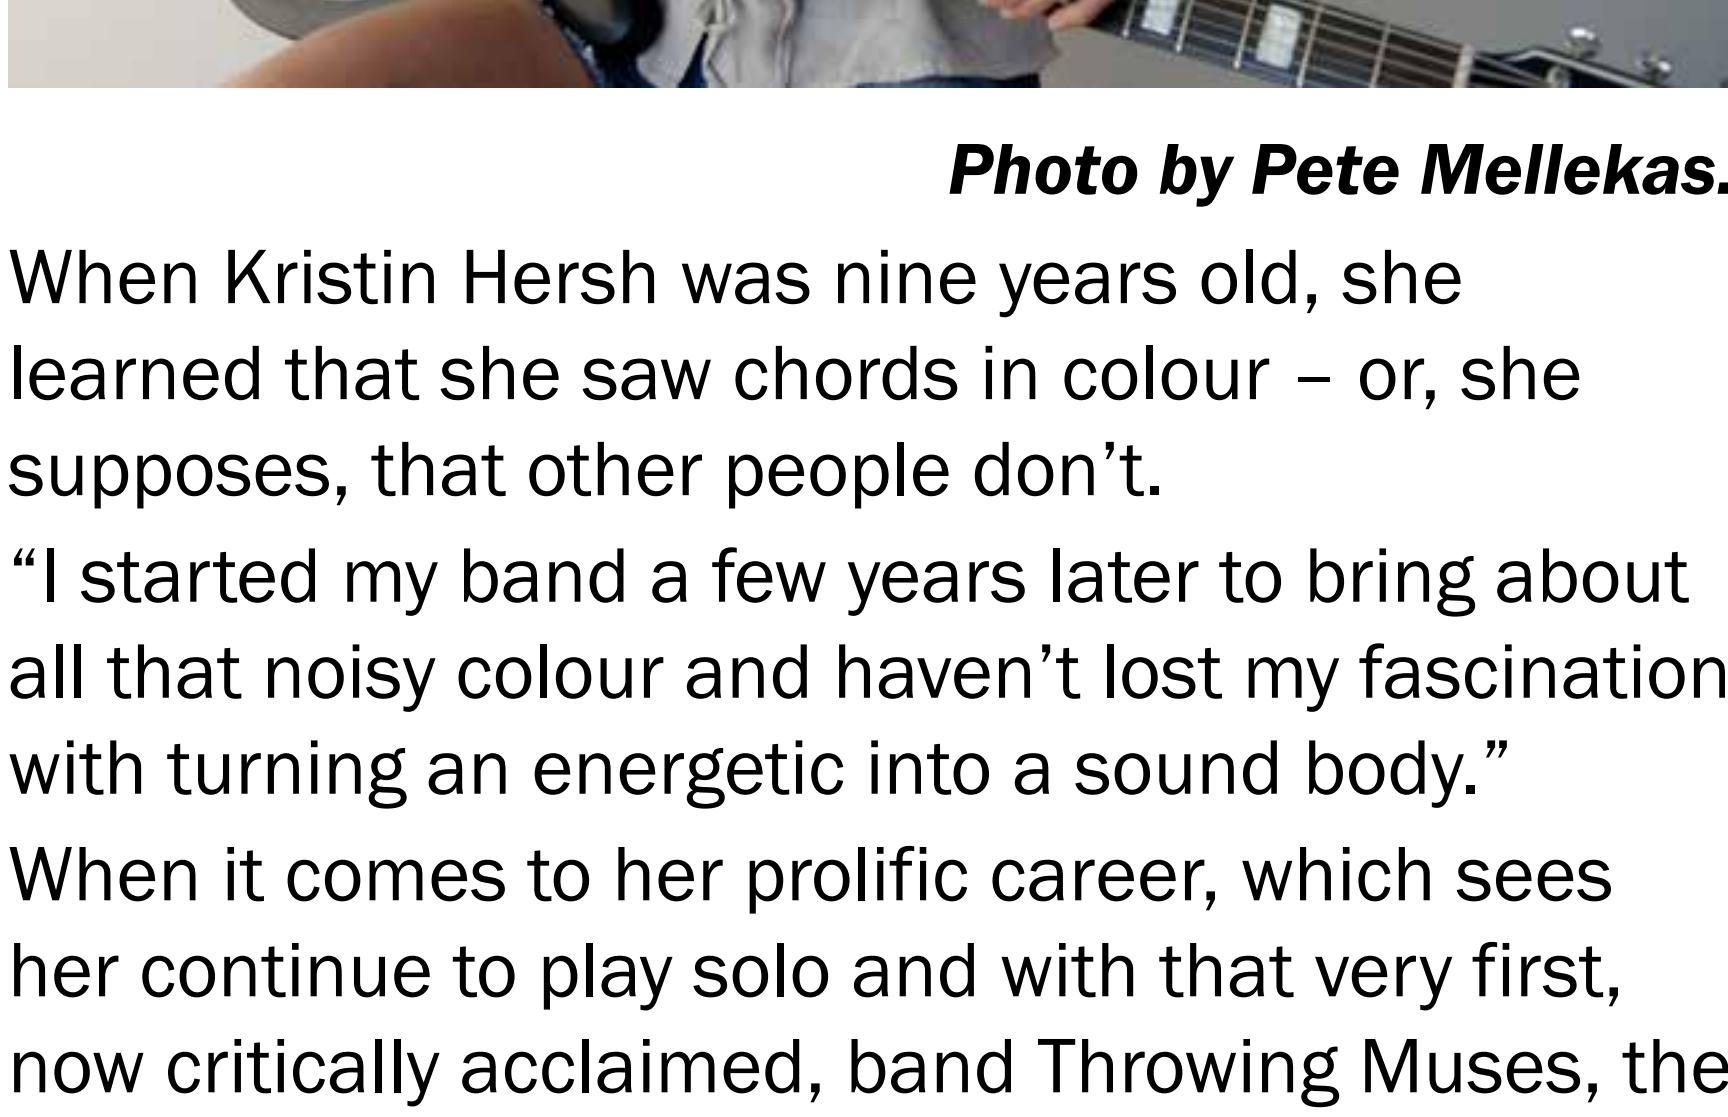 Photo by Pete Mellekas.
When Kristin Hersh was nine years old, she
learned that she saw chords in colour – or, she
supposes, that other people don’t.
“I started my band a few years later to bring about
all that noisy colour and haven’t lost my fascination
with turning an energetic into a sound body.”
When it comes to her prolific career, which sees
her continue to play solo and with that very first,
now critically acclaimed, band Throwing Muses, the